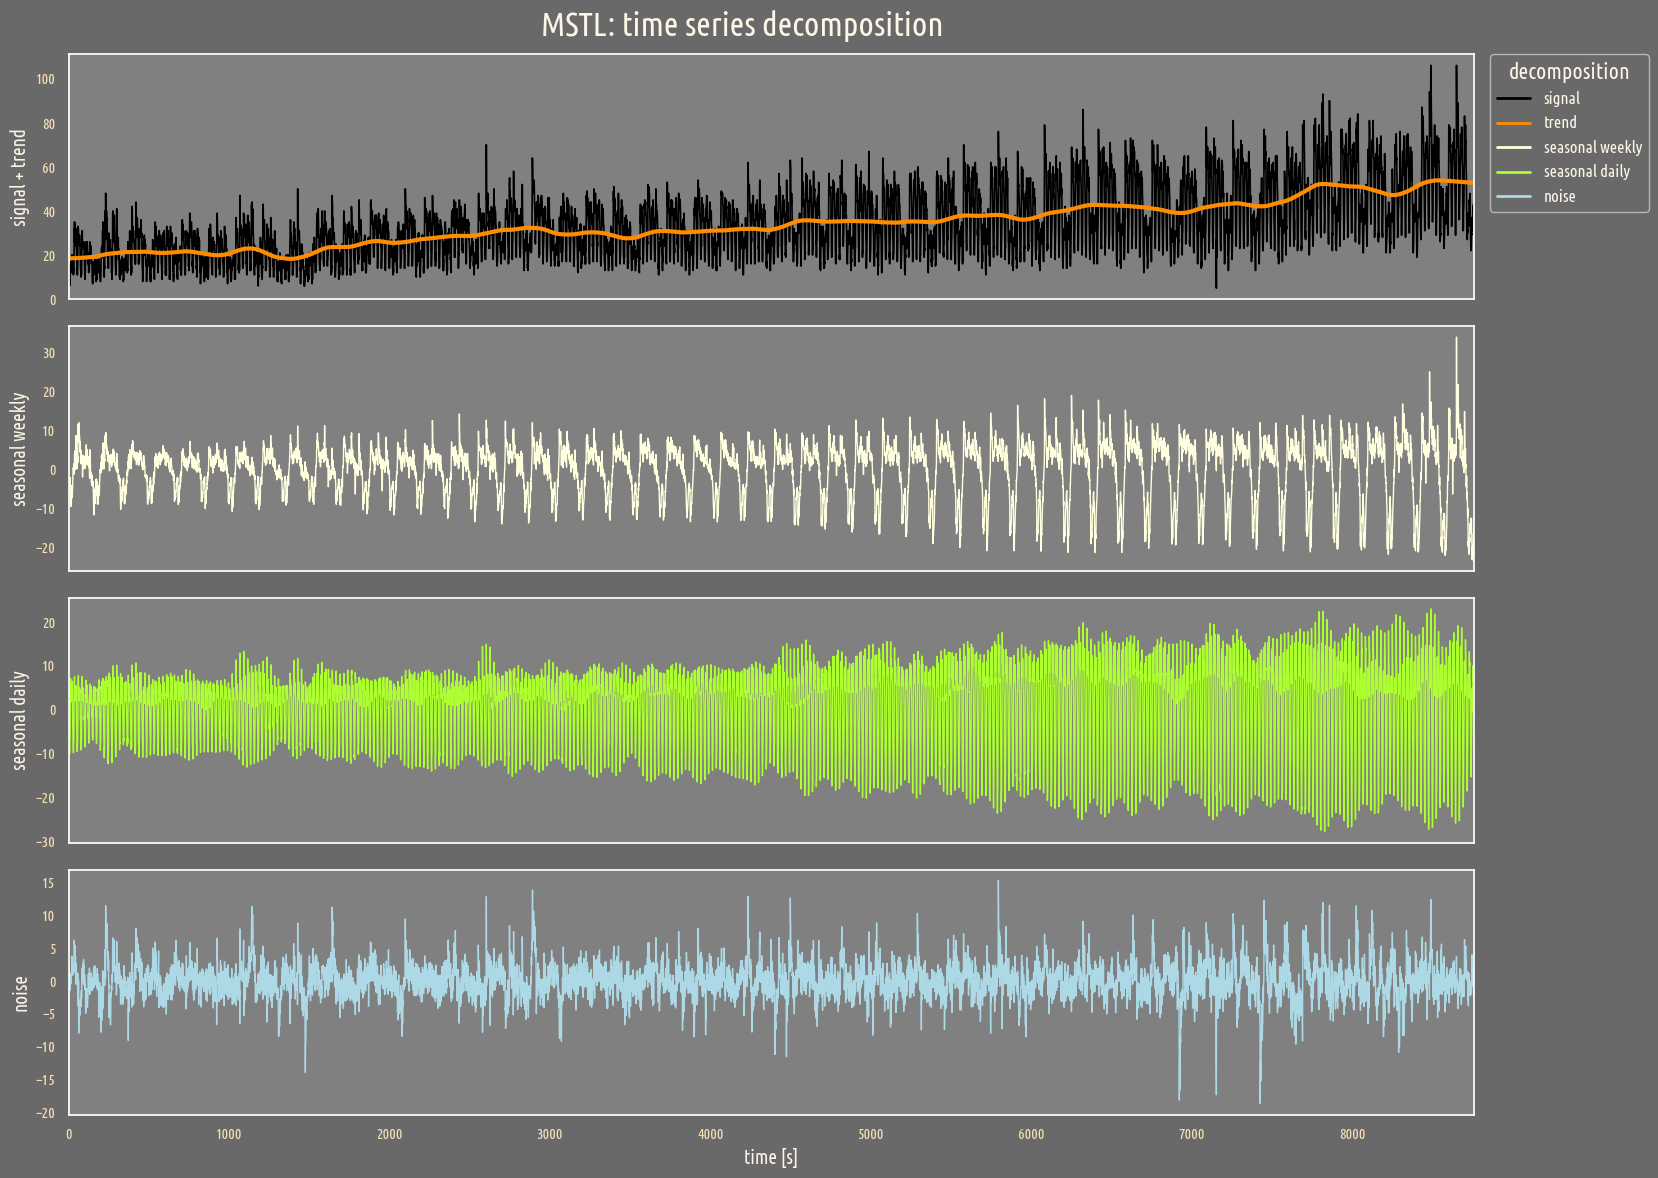 MSTL: time series decomposition
decomposition
signal
trend
seasonal weekly
seasonal daily
noise
signal + trend
100
80
60
40
20
0
seasonal weekly
30
20
10
0
−10
−20
seasonal daily
20
10
0
−10
−20
−30
noise
15
10
5
0
−5
−10
−15
−20
0 1000 2000 3000 4000 5000 6000 7000 8000
time [s]